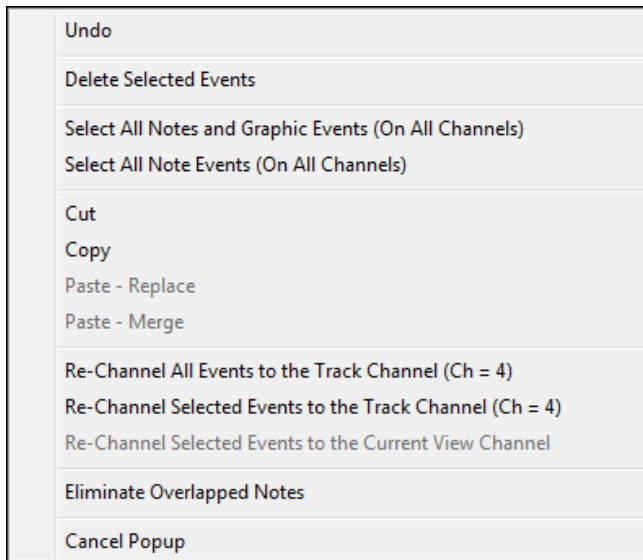 Undo
Delete Selected Events
Select All Notes and Graphic Events (On All Channels)
Select All Note Events (On All Channels)
Cut
Copy
Paste - Replace
Paste - Merge
Re-Channel All Events to the Track Channel (Ch = 4)
Re-Channel Selected Events to the Track Channel (Ch = 4)
Re-Channel Selected Events to the Current View Channel
Eliminate Overlapped Notes
Cancel Popup